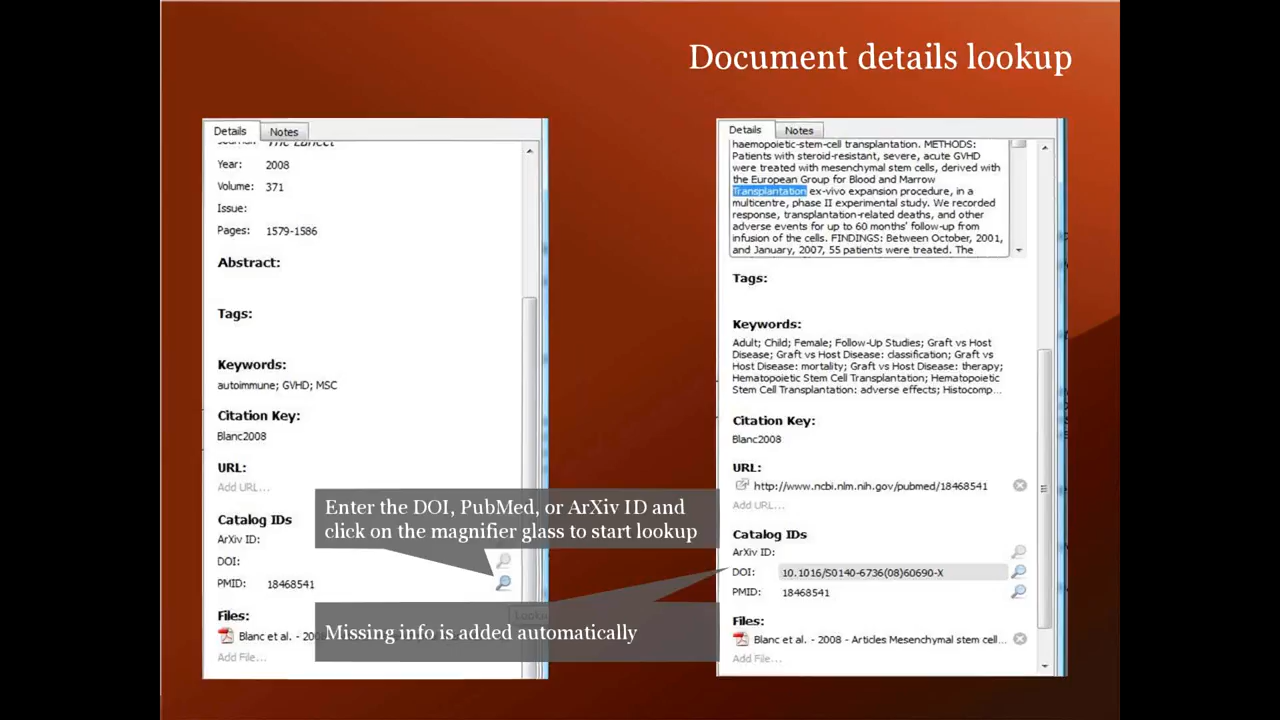 Document details lookup
Details Notes
The Lancet
Year: 2008
Volume: 371
Issue:
Pages: 1579-1586
Abstract:
Tags:
Keywords:
autoimmune; GVHD; MSC
Citation Key:
Blanc2008
URL:
Add URL...
Catalog IDs
ArXiv ID:
DOI:
PMID: 18468541
Files:
Blanc et al. - 200
Add File...
Enter the DOI, PubMed, or ArXiv ID and
click on the magnifier glass to start lookup
Missing info is added automatically
Details Notes
haemopoietic-stem-cell transplantation. METHODS:
Patients with steroid-resistant, severe, acute GVHD
were treated with mesenchymal stem cells, derived with
the European Group for Blood and Marrow
Transplantation ex-vivo expansion procedure, in a
multicentre, phase II experimental study. We recorded
response, transplantation-related deaths, and other
adverse events for up to 60 months' follow-up from
infusion of the cells. FINDINGS: Between October, 2001,
and January, 2007, 55 patients were treated. The
Tags:
Keywords:
Adult; Child; Female; Follow-Up Studies; Graft vs Host
Disease; Graft vs Host Disease: classification; Graft vs
Host Disease: mortality; Graft vs Host Disease: therapy;
Hematopoietic Stem Cell Transplantation; Hematopoietic
Stem Cell Transplantation: adverse effects; Histocomp...
Citation Key:
Blanc2008
URL:
http://www.ncbi.nlm.nih.gov/pubmed/18468541
Add URL...
Catalog IDs
ArXiv ID:
DOI: 10.1016/S0140-6736(08)60690-X
PMID: 18468541
Files:
Blanc et al. - 2008 - Articles Mesenchymal stem cell...
Add File...